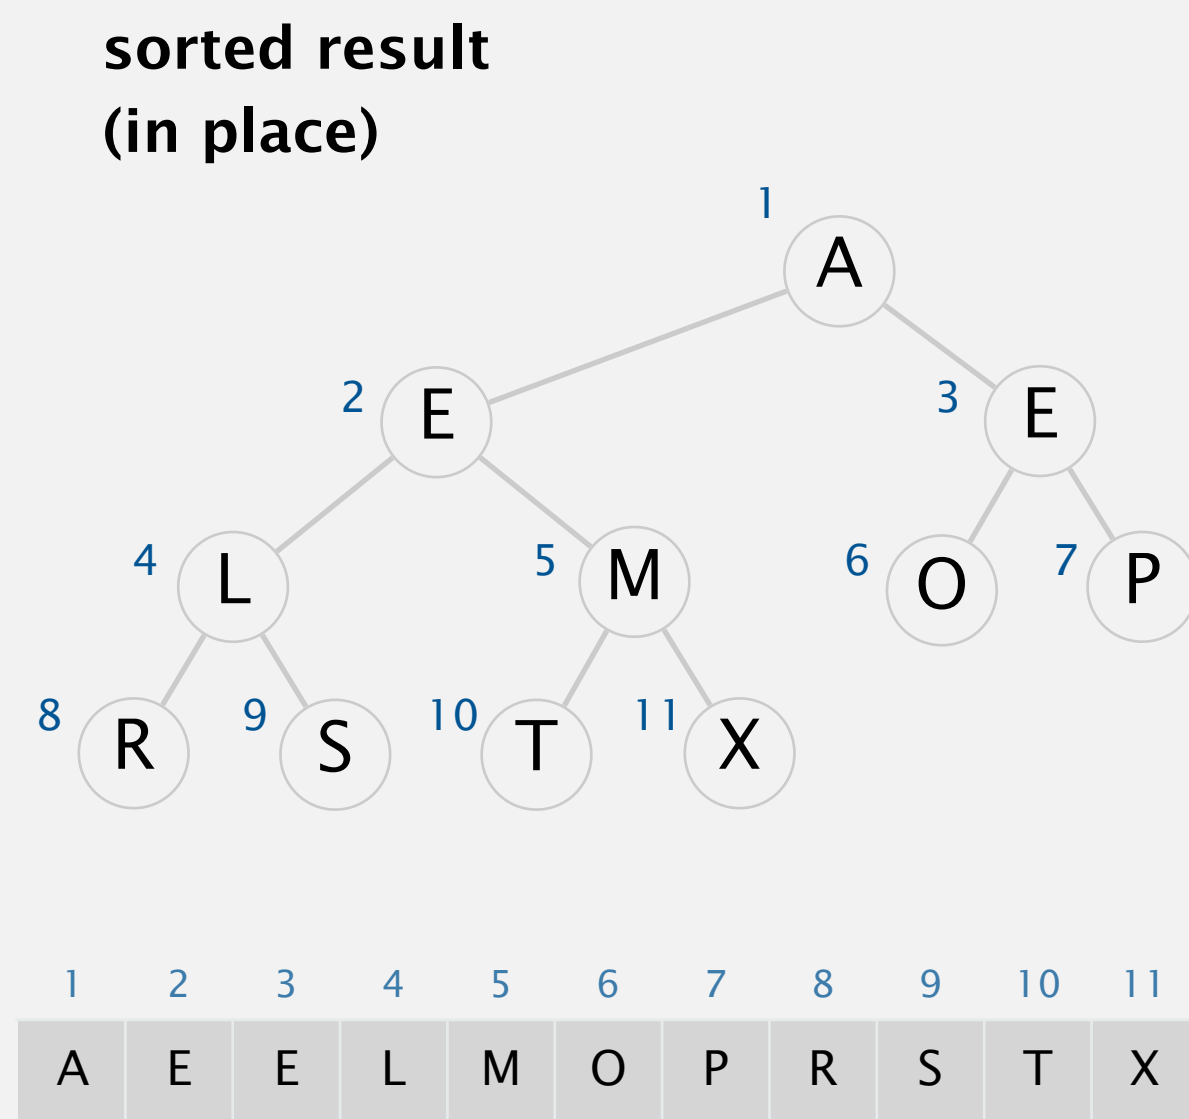 sorted result
(in place)
1
A
2 E 3 E
4 L 5 M 6 O 7 P
8 R 9 S 10 T 11 X
1 2 3 4 5 6 7 8 9 10 11
A E E L M O P R S T X